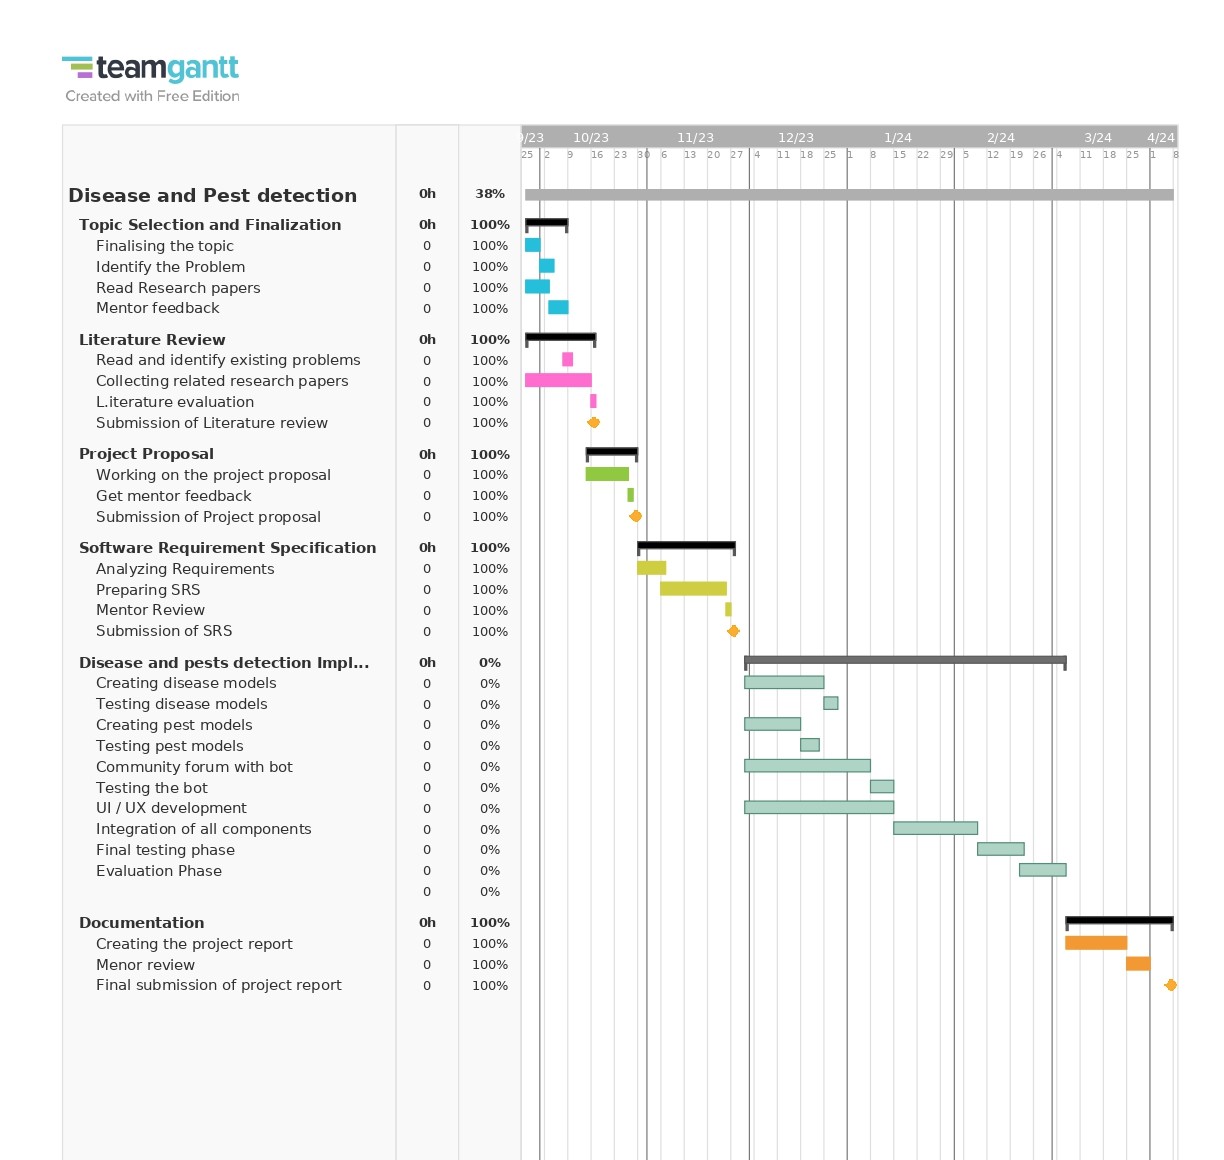 teamgantt
Created with Free Edition
9/23 10/23 11/23 12/23 1/24 2/24 3/24 4/24
25 2 9 16 23 30 6 13 20 27 4 11 18 25 1 8 15 22 29 5 12 19 26 4 11 18 25 1 8
Disease and Pest detection 0h 38%
Topic Selection and Finalization 0h 100%
Finalising the topic 0 100%
Identify the Problem 0 100%
Read Research papers 0 100%
Mentor feedback 0 100%
Literature Review 0h 100%
Read and identify existing problems 0 100%
Collecting related research papers 0 100%
L.iterature evaluation 0 100%
Submission of Literature review 0 100%
Project Proposal 0h 100%
Working on the project proposal 0 100%
Get mentor feedback 0 100%
Submission of Project proposal 0 100%
Software Requirement Specification 0h 100%
Analyzing Requirements 0 100%
Preparing SRS 0 100%
Mentor Review 0 100%
Submission of SRS 0 100%
Disease and pests detection Impl... 0h 0%
Creating disease models 0 0%
Testing disease models 0 0%
Creating pest models 0 0%
Testing pest models 0 0%
Community forum with bot 0 0%
Testing the bot 0 0%
UI / UX development 0 0%
Integration of all components 0 0%
Final testing phase 0 0%
Evaluation Phase 0 0%
0 0%
Documentation 0h 100%
Creating the project report 0 100%
Menor review 0 100%
Final submission of project report 0 100%